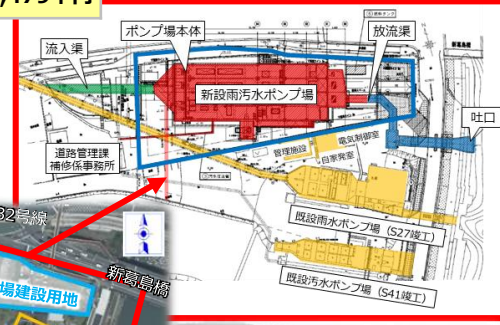 ポンプ場本体
放流渠
流入渠
新葛島橋
新設雨汚水ポンプ場
吐口
道路管理課
補修係事務所
管理施設
電気制御室
自家発室
既設雨水ポンプ場（S27竣工）
既設汚水ポンプ場（S41竣工）
32号線
新葛島橋
場建設用地